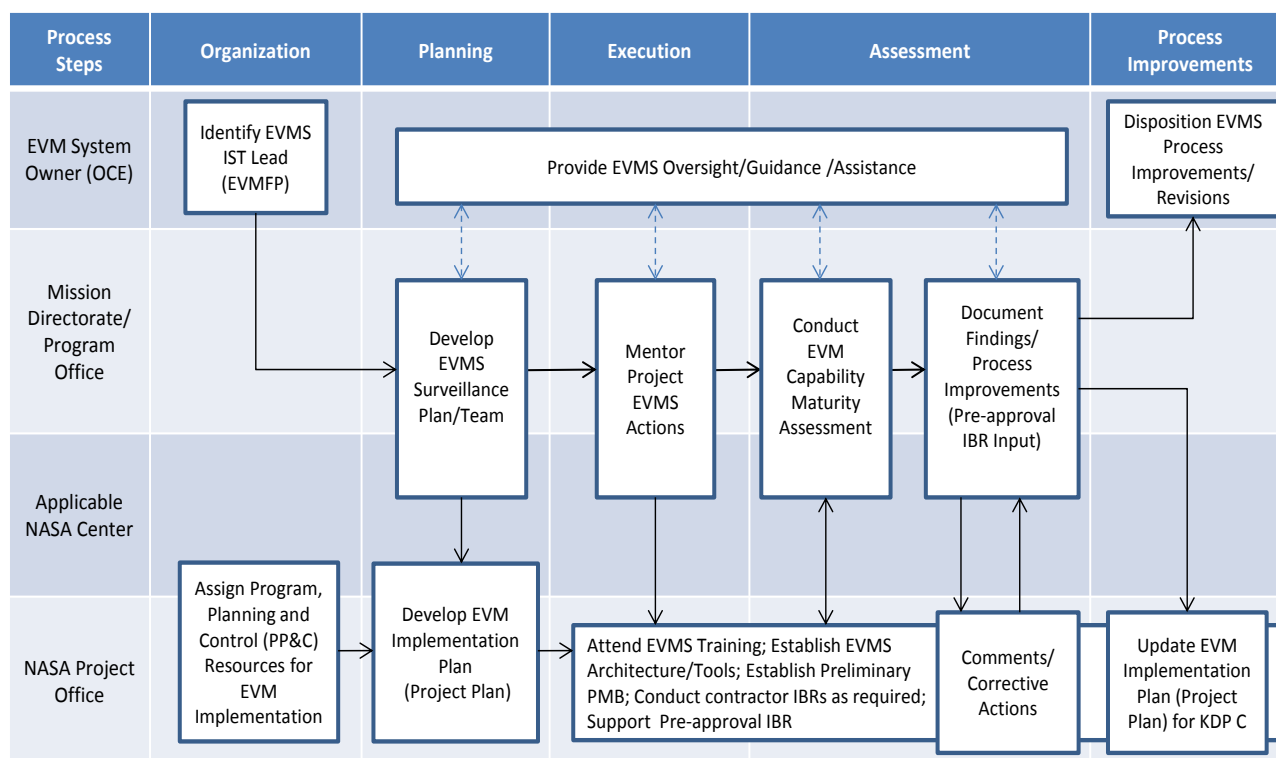 Process
Steps
Organization
Planning
Execution
Assessment
Process
Improvements
EVM System
Owner (OCE)
Identify EVMS
IST Lead
(EVMFP)
Provide EVMS Oversight/Guidance /Assistance
Disposition EVMS
Process
Improvements/
Revisions
Mission
Directorate/
Program
Office
Develop
EVMS
Surveillance
Plan/Team
Mentor
Project
EVMS
Actions
Conduct
EVM
Capability
Maturity
Assessment
Document
Findings/
Process
Improvements
(Pre-approval
IBR Input)
Applicable
NASA Center
NASA Project
Office
Assign Program,
Planning and
Control (PP&C)
Resources for
EVM
Implementation
Develop EVM
Implementation
Plan
(Project Plan)
Attend EVMS Training; Establish EVMS
Architecture/Tools; Establish Preliminary
PMB; Conduct contractor IBRs as required;
Support Pre-approval IBR
Comments/
Corrective
Actions
Update EVM
Implementation
Plan (Project
Plan) for KDP C